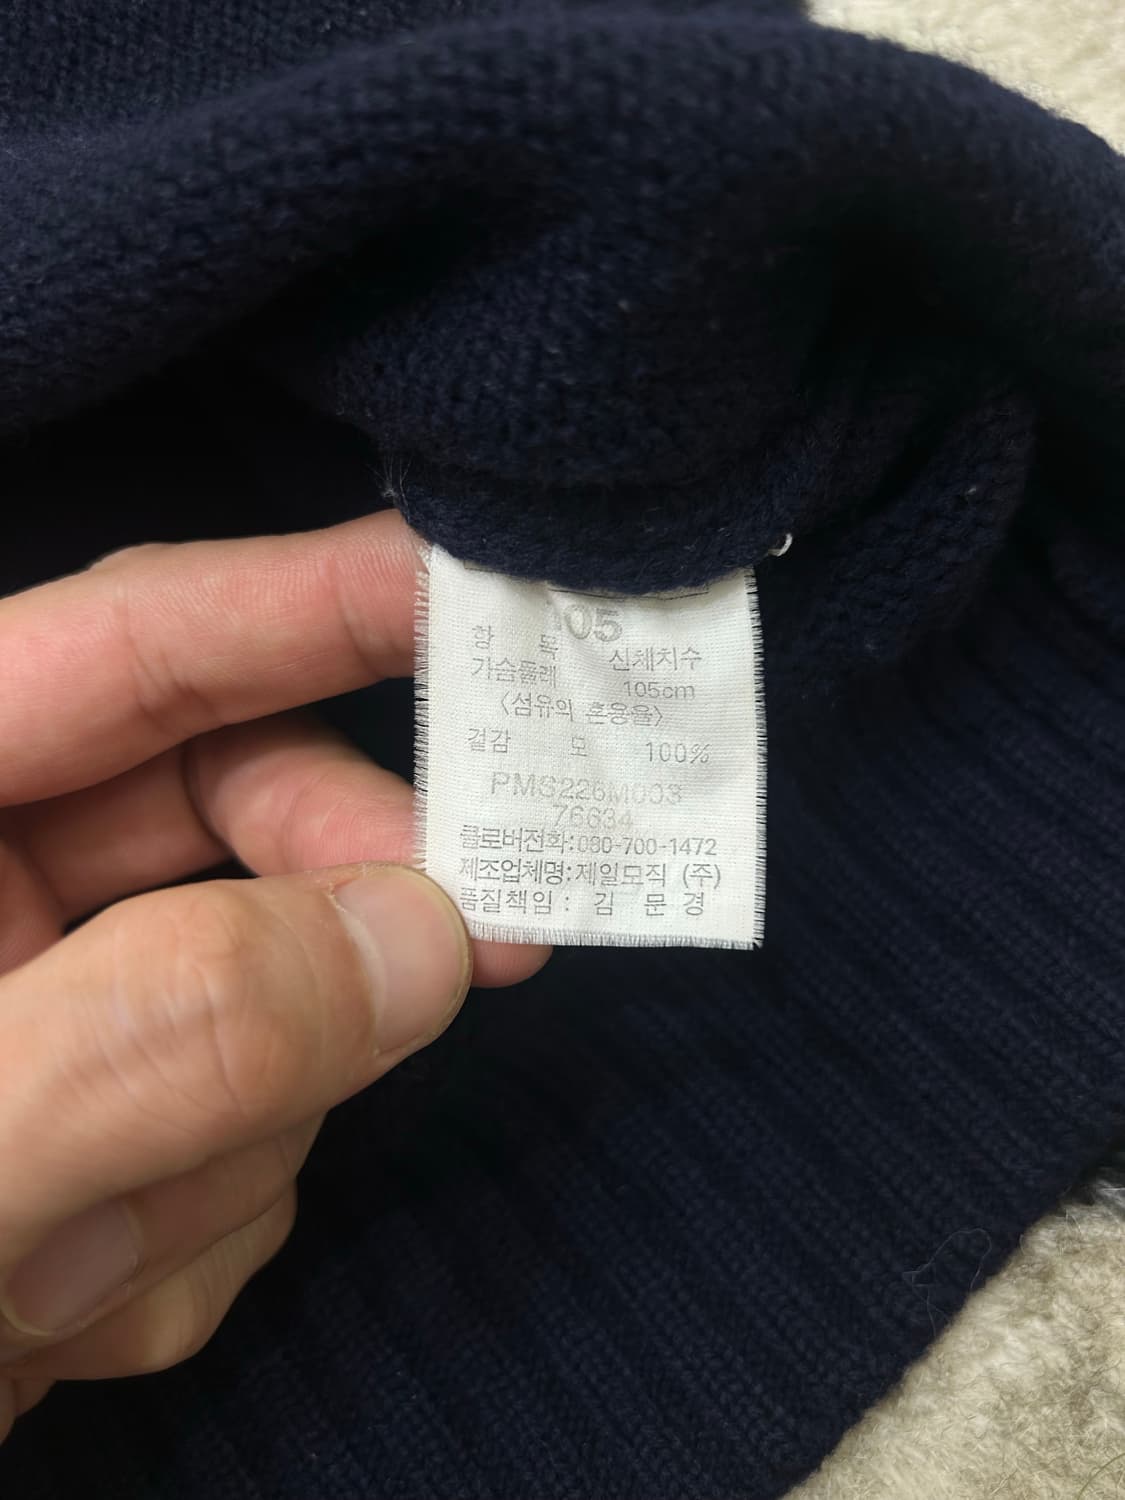 105
항 목 신체치수
가슴둘레 105cm
〈섬유의 혼용율〉
겉감 모 100%
PMS226M003
76634
클로버전화:080-700-1472
제조업체명:제일모직 (주)
품질책임 : 김 문 경